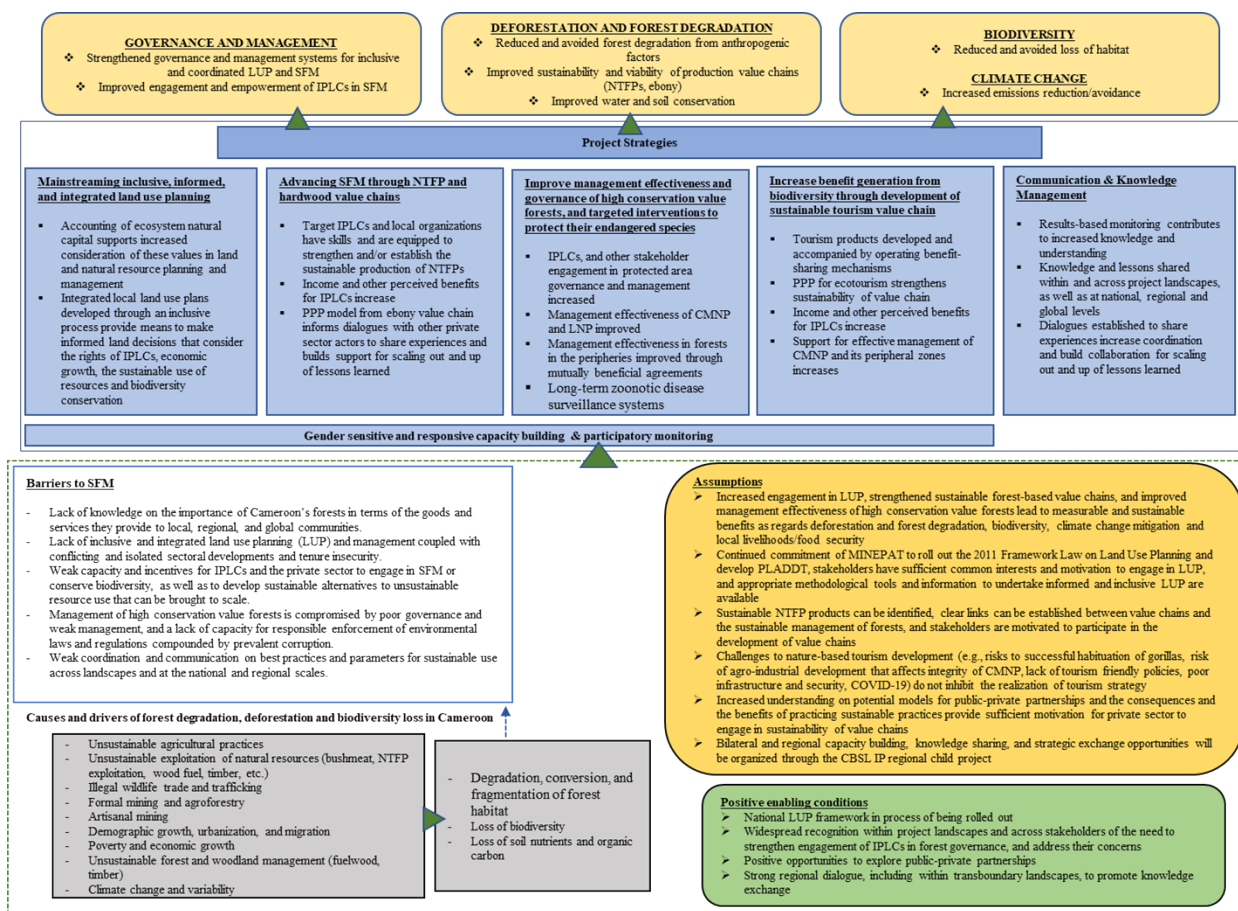 GOVERNANCE AND MANAGEMENT
❖ Strengthened governance and management systems for inclusive
and coordinated LUP and SFM
❖ Improved engagement and empowerment of IPLCs in SFM
DEFORESTATION AND FOREST DEGRADATION
❖ Reduced and avoided forest degradation from anthropogenic
factors
❖ Improved sustainability and viability of production value chains
(NTFPs, ebony)
❖ Improved water and soil conservation
BIODIVERSITY
❖ Reduced and avoided loss of habitat
CLIMATE CHANGE
❖ Increased emissions reduction/avoidance
Project Strategies
Mainstreaming inclusive, informed,
and integrated land use planning
▪ Accounting of ecosystem natural
capital supports increased
consideration of these values in land
and natural resource planning and
management
▪ Integrated local land use plans
developed through an inclusive
process provide means to make
informed land decisions that consider
the rights of IPLCs, economic
growth, the sustainable use of
resources and biodiversity
conservation
Advancing SFM through NTFP and
hardwood value chains
▪ Target IPLCs and local organizations
have skills and are equipped to
strengthen and/or establish the
sustainable production of NTFPs
▪ Income and other perceived benefits
for IPLCs increase
▪ PPP model from ebony value chain
informs dialogues with other private
sector actors to share experiences and
builds support for scaling out and up
of lessons learned
Improve management effectiveness and
governance of high conservation value
forests, and targeted interventions to
protect their endangered species
▪ IPLCs, and other stakeholder
engagement in protected area
governance and management
increased
▪ Management effectiveness of CMNP
and LNP improved
▪ Management effectiveness in forests
in the peripheries improved through
mutually beneficial agreements
▪ Long-term zoonotic disease
surveillance systems
Increase benefit generation from
biodiversity through development of
sustainable tourism value chain
▪ Tourism products developed and
accompanied by operating benefit-
sharing mechanisms
▪ PPP for ecotourism strengthens
sustainability of value chain
▪ Income and other perceived benefits
for IPLCs increase
▪ Support for effective management of
CMNP and its peripheral zones
increases
Communication & Knowledge
Management
▪ Results-based monitoring contributes
to increased knowledge and
understanding
▪ Knowledge and lessons shared
within and across project landscapes,
as well as at national, regional and
global levels
▪ Dialogues established to share
experiences increase coordination
and build collaboration for scaling
out and up of lessons learned
Gender sensitive and responsive capacity building & participatory monitoring
Barriers to SFM
- Lack of knowledge on the importance of Cameroon's forests in terms of the goods and
services they provide to local, regional, and global communities.
- Lack of inclusive and integrated land use planning (LUP) and management coupled with
conflicting and isolated sectoral developments and tenure insecurity.
- Weak capacity and incentives for IPLCs and the private sector to engage in SFM or
conserve biodiversity, as well as to develop sustainable alternatives to unsustainable
resource use that can be brought to scale.
- Management of high conservation value forests is compromised by poor governance and
weak management, and a lack of capacity for responsible enforcement of environmental
laws and regulations compounded by prevalent corruption.
- Weak coordination and communication on best practices and parameters for sustainable use
across landscapes and at the national and regional scales.
Causes and drivers of forest degradation, deforestation and biodiversity loss in Cameroon
- Unsustainable agricultural practices
- Unsustainable exploitation of natural resources (bushmeat, NTFP
exploitation, wood fuel, timber, etc.)
- Illegal wildlife trade and trafficking
- Formal mining and agroforestry
- Artisanal mining
- Demographic growth, urbanization, and migration
- Poverty and economic growth
- Unsustainable forest and woodland management (fuelwood,
timber)
- Climate change and variability
- Degradation, conversion, and
fragmentation of forest
habitat
- Loss of biodiversity
- Loss of soil nutrients and organic
carbon
Assumptions
➢ Increased engagement in LUP, strengthened sustainable forest-based value chains, and improved
management effectiveness of high conservation value forests lead to measurable and sustainable
benefits as regards deforestation and forest degradation, biodiversity, climate change mitigation and
local livelihoods/food security
➢ Continued commitment of MINEPAT to roll out the 2011 Framework Law on Land Use Planning and
develop PLADDT, stakeholders have sufficient common interests and motivation to engage in LUP,
and appropriate methodological tools and information to undertake informed and inclusive LUP are
available
➢ Sustainable NTFP products can be identified, clear links can be established between value chains and
the sustainable management of forests, and stakeholders are motivated to participate in the
development of value chains
➢ Challenges to nature-based tourism development (e.g., risks to successful habituation of gorillas, risk
of agro-industrial development that affects integrity of CMNP, lack of tourism friendly policies, poor
infrastructure and security, COVID-19) do not inhibit the realization of tourism strategy
➢ Increased understanding on potential models for public-private partnerships and the consequences and
the benefits of practicing sustainable practices provide sufficient motivation for private sector to
engage in sustainability of value chains
➢ Bilateral and regional capacity building, knowledge sharing, and strategic exchange opportunities will
be organized through the CBSL IP regional child project
Positive enabling conditions
➢ National LUP framework in process of being rolled out
➢ Widespread recognition within project landscapes and across stakeholders of the need to
strengthen engagement of IPLCs in forest governance, and address their concerns
➢ Positive opportunities to explore public-private partnerships
➢ Strong regional dialogue, including within transboundary landscapes, to promote knowledge
exchange